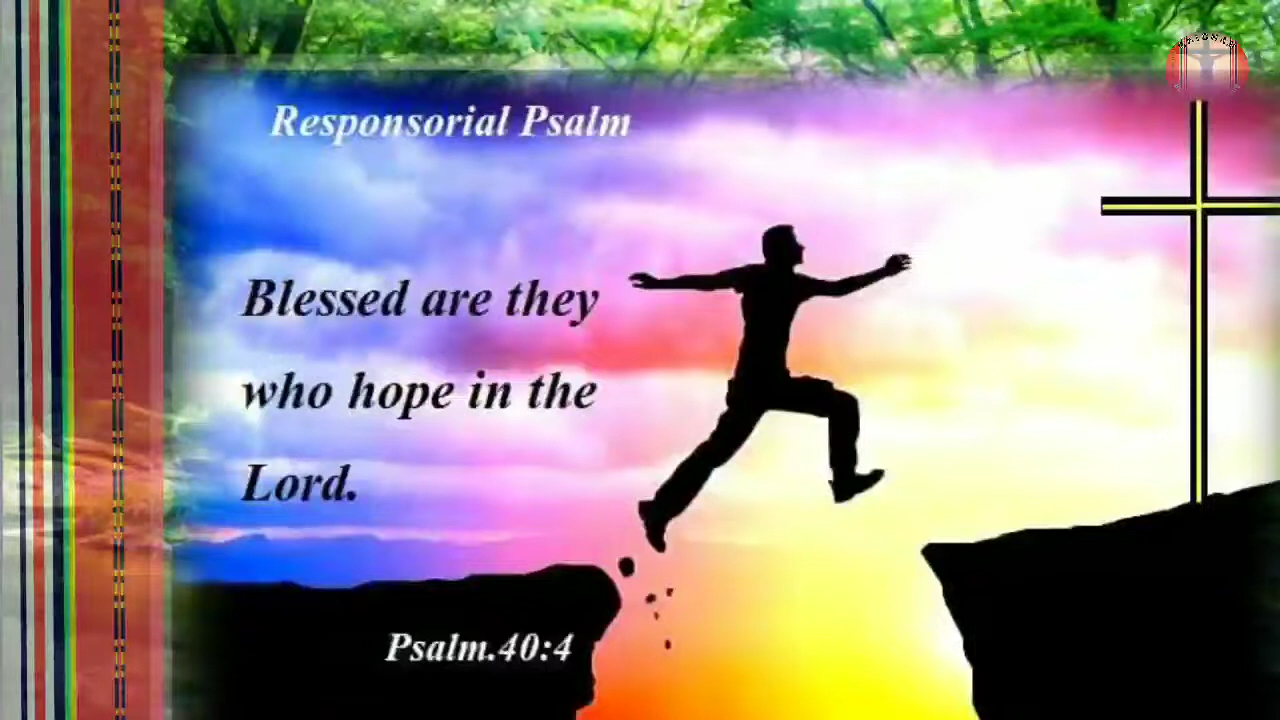 Responsorial Psalm
Blessed are they
who hope in the
Lord.
Psalm.40:4